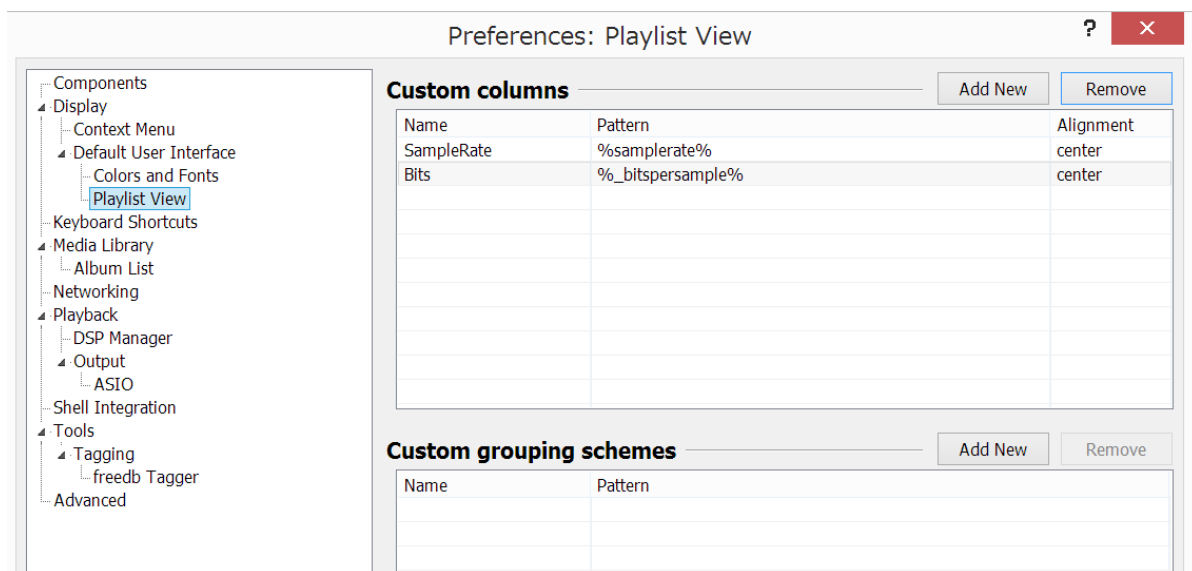 Preferences: Playlist View
?
Components
Display
Context Menu
Default User Interface
Colors and Fonts
Playlist View
Keyboard Shortcuts
Media Library
Album List
Networking
Playback
DSP Manager
Output
ASIO
Shell Integration
Tools
Tagging
freedb Tagger
Advanced
Custom columns Add New Remove
Name Pattern Alignment
SampleRate %samplerate% center
Bits %_bitspersample% center
Custom grouping schemes Add New Remove
Name Pattern